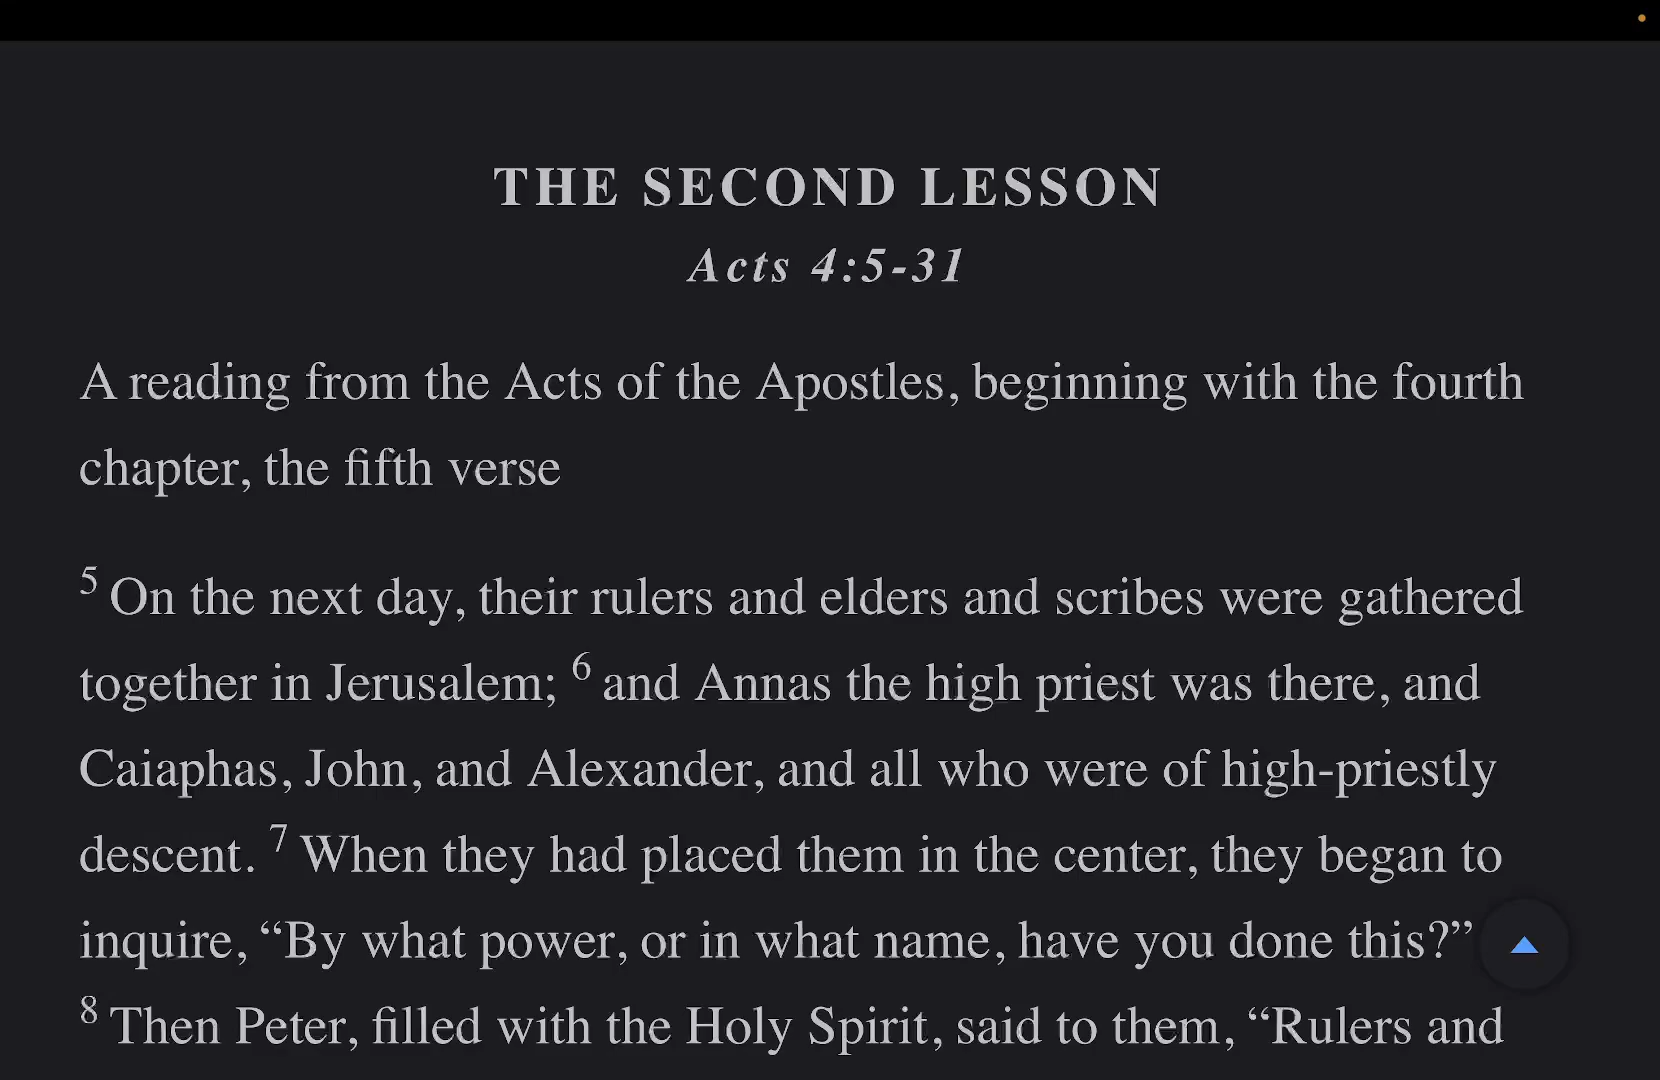 THE SECOND LESSON
Acts 4:5-31
A reading from the Acts of the Apostles, beginning with the fourth
chapter, the fifth verse
5 On the next day, their rulers and elders and scribes were gathered
together in Jerusalem; 6 and Annas the high priest was there, and
Caiaphas, John, and Alexander, and all who were of high-priestly
descent. 7 When they had placed them in the center, they began to
inquire, “By what power, or in what name, have you done this?”
8 Then Peter, filled with the Holy Spirit, said to them, “Rulers and